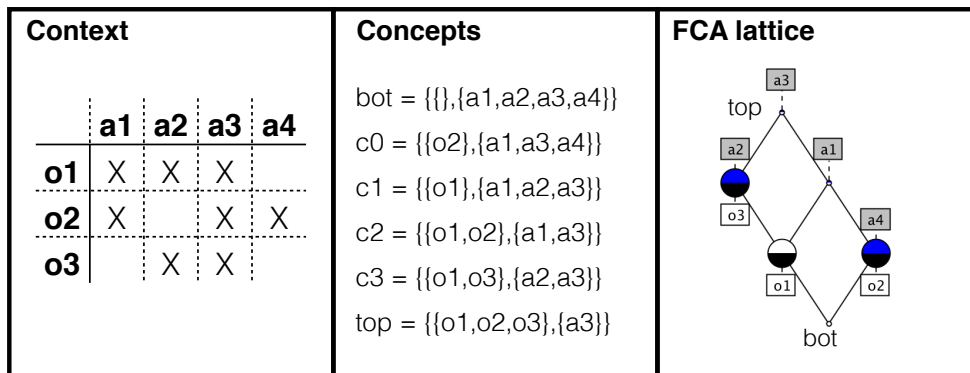 Context
a1 a2 a3 a4
o1 X X X
o2 X X X
o3 X X
Concepts
bot = {{},{a1,a2,a3,a4}}
c0 = {{o2},{a1,a3,a4}}
c1 = {{o1},{a1,a2,a3}}
c2 = {{o1,o2},{a1,a3}}
c3 = {{o1,o3},{a2,a3}}
top = {{o1,o2,o3},{a3}}
FCA lattice
a3
top
a2 a1
o3 a4
o1 o2
bot